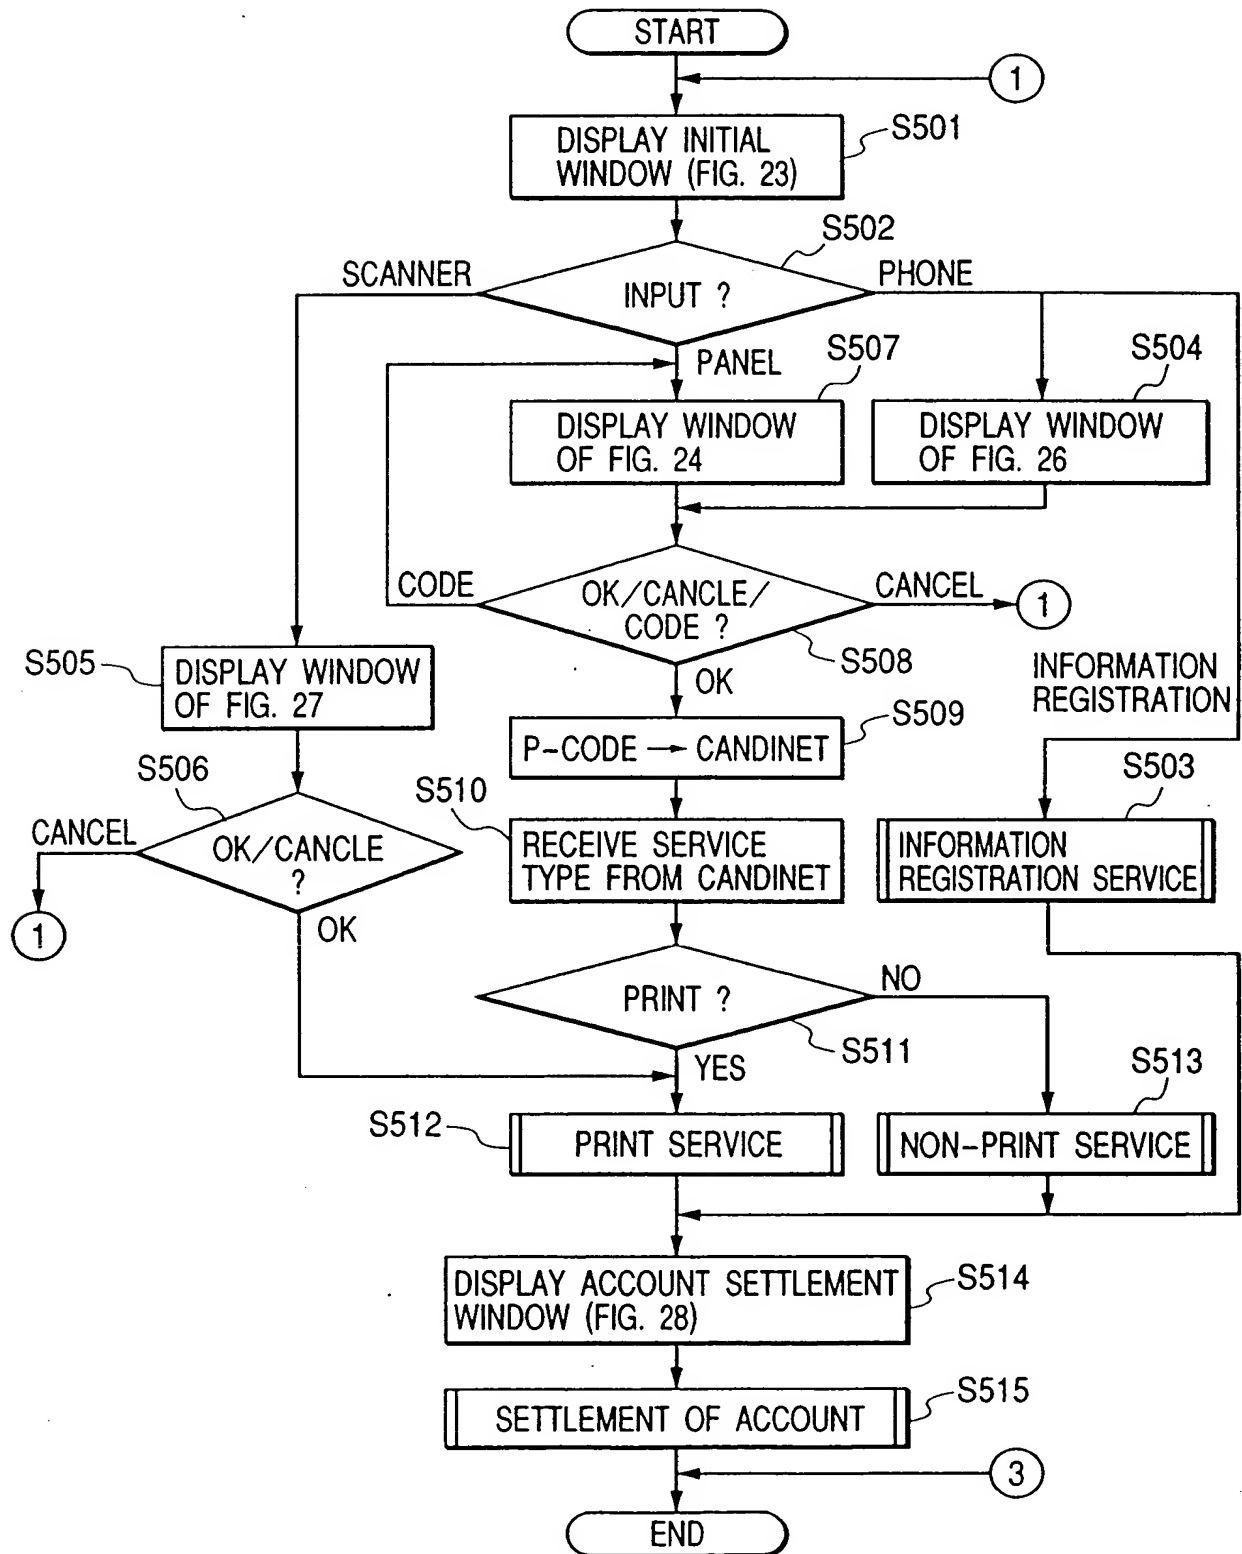 START
1
DISPLAY INITIAL
WINDOW (FIG. 23)
S501
S502
SCANNER
INPUT ?
PHONE
PANEL
S507
S504
DISPLAY WINDOW
OF FIG. 24
DISPLAY WINDOW
OF FIG. 26
CODE
OK/CANCLE/
CODE ?
CANCEL
1
S508
OK
S505
DISPLAY WINDOW
OF FIG. 27
INFORMATION
REGISTRATION
S509
P-CODE → CANDINET
S506
S510
S503
CANCEL
OK/CANCLE
?
RECEIVE SERVICE
TYPE FROM CANDINET
INFORMATION
REGISTRATION SERVICE
1
OK
PRINT ?
NO
S511
YES
S513
S512
PRINT SERVICE
NON-PRINT SERVICE
DISPLAY ACCOUNT SETTLEMENT
WINDOW (FIG. 28)
S514
S515
SETTLEMENT OF ACCOUNT
3
END